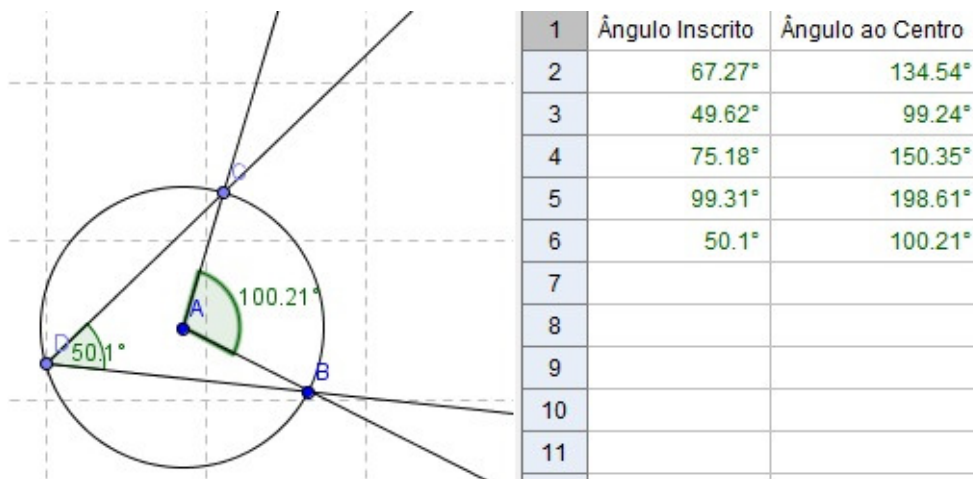 C
100.21°
A
D
50.1°
B
1 Ângulo Inscrito Ângulo ao Centro
2 67.27° 134.54°
3 49.62° 99.24°
4 75.18° 150.35°
5 99.31° 198.61°
6 50.1° 100.21°
7
8
9
10
11